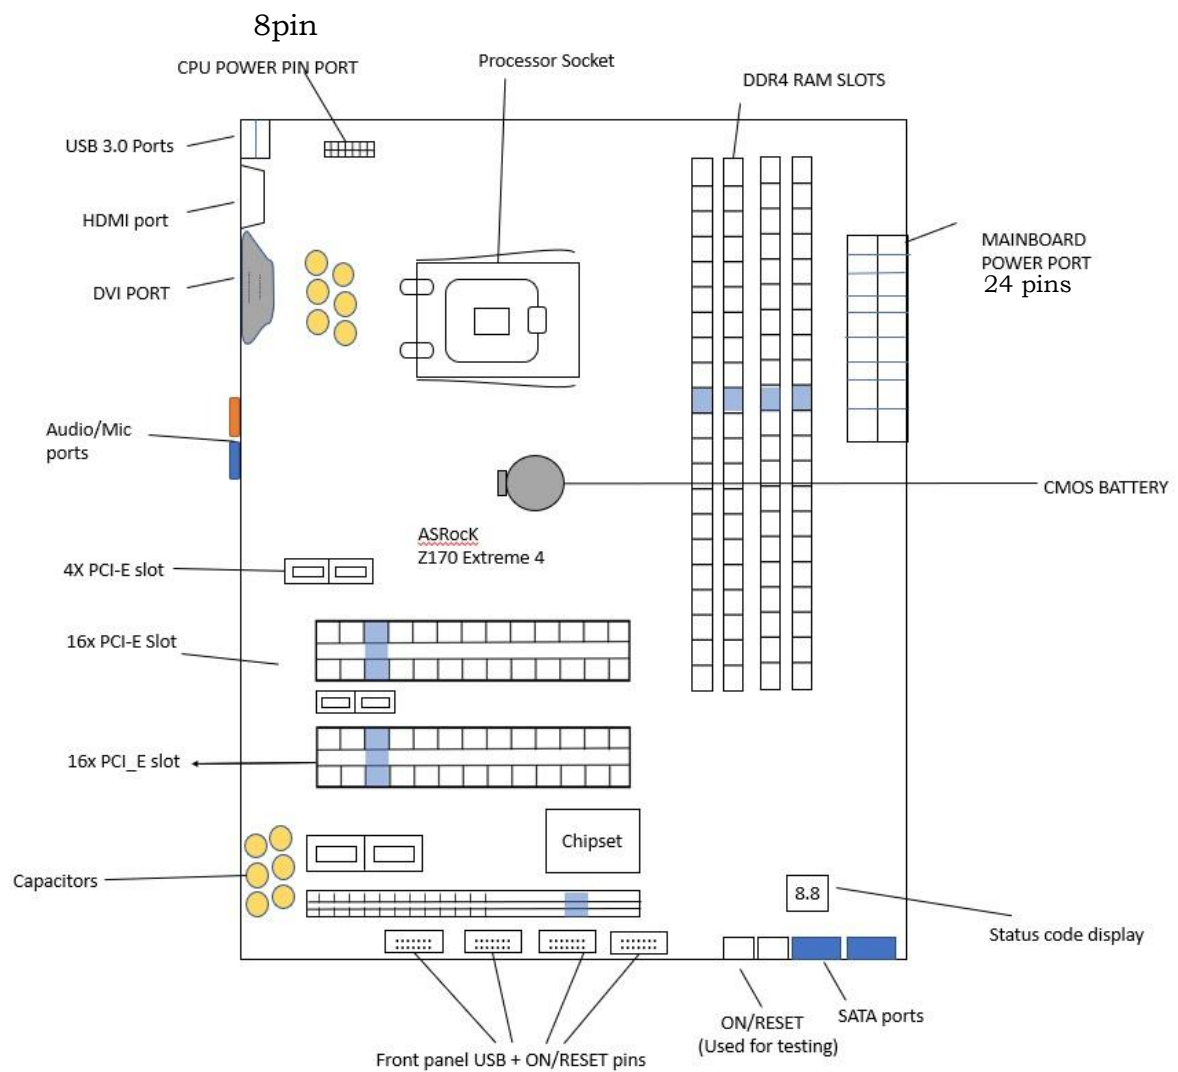 8pin
CPU POWER PIN PORT
Processor Socket
DDR4 RAM SLOTS
USB 3.0 Ports
HDMI port
MAINBOARD
POWER PORT
24 pins
DVI PORT
Audio/Mic
ports
CMOS BATTERY
ASRocK
Z170 Extreme 4
4X PCI-E slot
16x PCI-E Slot
16x PCI_E slot
Chipset
Capacitors
8.8
Status code display
SATA ports
ON/RESET
(Used for testing)
Front panel USB + ON/RESET pins